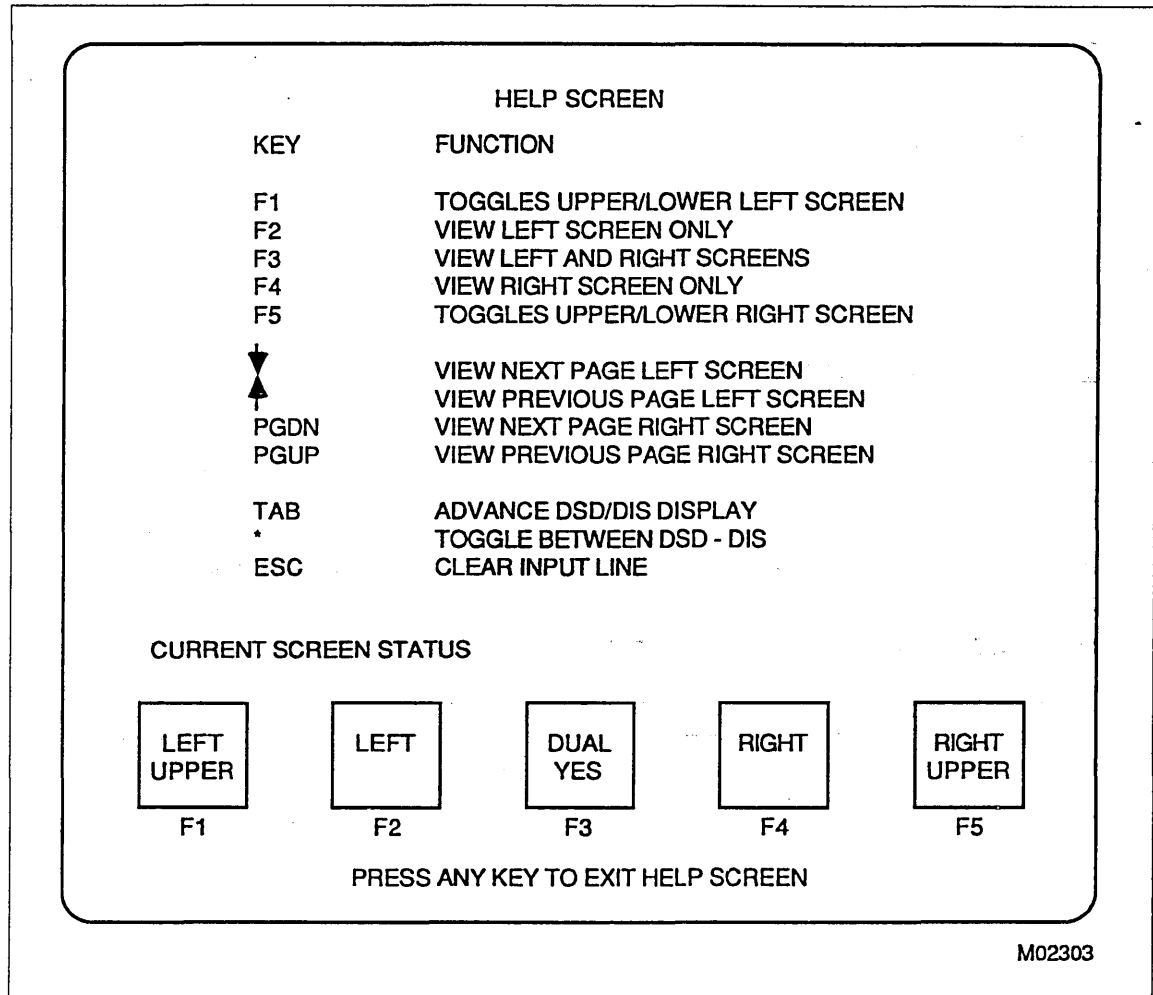 HELP SCREEN
KEY FUNCTION
F1 TOGGLES UPPER/LOWER LEFT SCREEN
F2 VIEW LEFT SCREEN ONLY
F3 VIEW LEFT AND RIGHT SCREENS
F4 VIEW RIGHT SCREEN ONLY
F5 TOGGLES UPPER/LOWER RIGHT SCREEN
VIEW NEXT PAGE LEFT SCREEN
VIEW PREVIOUS PAGE LEFT SCREEN
PGDN VIEW NEXT PAGE RIGHT SCREEN
PGUP VIEW PREVIOUS PAGE RIGHT SCREEN
TAB ADVANCE DSD/DIS DISPLAY
* TOGGLE BETWEEN DSD - DIS
ESC CLEAR INPUT LINE
CURRENT SCREEN STATUS
LEFT UPPER
LEFT
DUAL YES
RIGHT
RIGHT UPPER
F1 F2 F3 F4 F5
PRESS ANY KEY TO EXIT HELP SCREEN
M02303